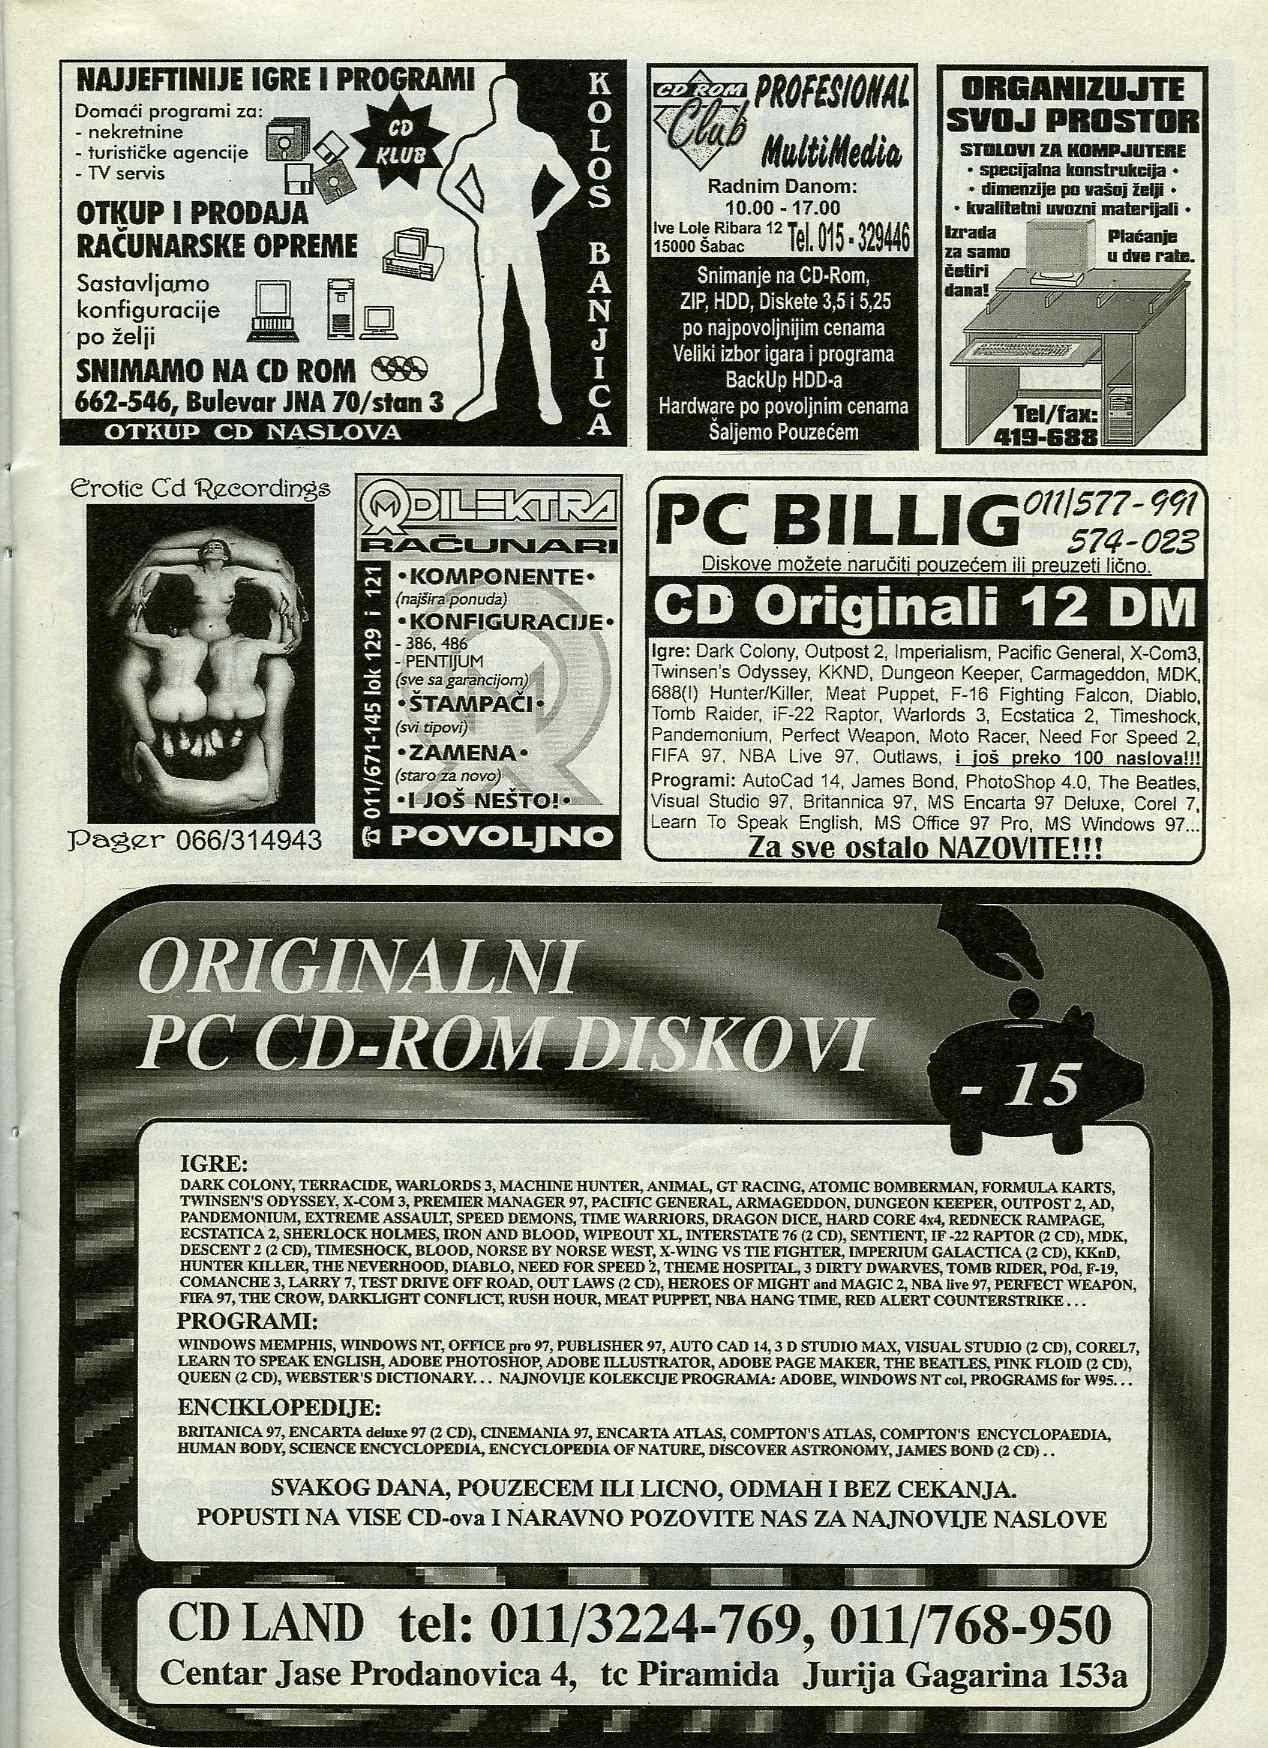 NAJJEFTINIJE IGRE I PROGRAMI
Domaći programi za:
- nekretnine
- turističke agencije
- TV servis
CD
KLUB
OTKUP I PRODAJA
RAČUNARSKE OPREME
Sastavljamo
konfiguracije
po želji
SNIMAMO NA CD ROM
662-546, Bulevar JNA 70/stan 3
OTKUP CD NASLOVA
KOLOS BANJICA
CD ROM
Club
PROFESIONAL
MultiMedia
Radnim Danom:
10.00 - 17.00
Ive Lole Ribara 12
15000 Šabac
Tel. 015 - 329446
Snimanje na CD-Rom,
ZIP, HDD, Diskete 3,5 i 5,25
po najpovoljnijim cenama
Veliki izbor igara i programa
BackUp HDD-a
Hardware po povoljnim cenama
Šaljemo Pouzećem
ORGANIZUJTE
SVOJ PROSTOR
STOLOVI ZA KOMPJUTERE
• specijalna konstrukcija •
• dimenzije po vašoj želji •
• kvalitetni uvozni materijali •
Izrada
za samo
četiri
dana!
Plaćanje
u dve rate.
Tel/fax:
419-688
Erotic Cd Recordings
Pager 066/314943
DILEKTRA
RAČUNARI
☎ 011/671-145 lok 129 i 121
•KOMPONENTE•
(najšira ponuda)
•KONFIGURACIJE•
- 386, 486
- PENTIJUM
(sve sa garancijom)
•ŠTAMPAČI•
(svi tipovi)
•ZAMENA•
(staro za novo)
•I JOŠ NEŠTO!•
POVOLJNO
PC BILLIG
011/577-991
574-023
Diskove možete naručiti pouzećem ili preuzeti lično.
CD Originali 12 DM
Igre: Dark Colony, Outpost 2, Imperialism, Pacific General, X-Com3,
Twinsen's Odyssey, KKND, Dungeon Keeper, Carmageddon, MDK,
688(I) Hunter/Killer, Meat Puppet, F-16 Fighting Falcon, Diablo,
Tomb Raider, iF-22 Raptor, Warlords 3, Ecstatica 2, Timeshock,
Pandemonium, Perfect Weapon, Moto Racer, Need For Speed 2,
FIFA 97, NBA Live 97, Outlaws, i još preko 100 naslova!!!
Programi: AutoCad 14, James Bond, PhotoShop 4.0, The Beatles,
Visual Studio 97, Britannica 97, MS Encarta 97 Deluxe, Corel 7,
Learn To Speak English, MS Office 97 Pro, MS Windows 97...
Za sve ostalo NAZOVITE!!!
ORIGINALNI
PC CD-ROM DISKOVI
- 15
IGRE:
DARK COLONY, TERRACIDE, WARLORDS 3, MACHINE HUNTER, ANIMAL, GT RACING, ATOMIC BOMBERMAN, FORMULA KARTS,
TWINSEN'S ODYSSEY, X-COM 3, PREMIER MANAGER 97, PACIFIC GENERAL, ARMAGEDDON, DUNGEON KEEPER, OUTPOST 2, AD,
PANDEMONIUM, EXTREME ASSAULT, SPEED DEMONS, TIME WARRIORS, DRAGON DICE, HARD CORE 4x4, REDNECK RAMPAGE,
ECSTATICA 2, SHERLOCK HOLMES, IRON AND BLOOD, WIPEOUT XL, INTERSTATE 76 (2 CD), SENTIENT, IF -22 RAPTOR (2 CD), MDK,
DESCENT 2 (2 CD), TIMESHOCK, BLOOD, NORSE BY NORSE WEST, X-WING VS TIE FIGHTER, IMPERIUM GALACTICA (2 CD), KKnD,
HUNTER KILLER, THE NEVERHOOD, DIABLO, NEED FOR SPEED 2, THEME HOSPITAL, 3 DIRTY DWARVES, TOMB RIDER, POd, F-19,
COMANCHE 3, LARRY 7, TEST DRIVE OFF ROAD, OUT LAWS (2 CD), HEROES OF MIGHT and MAGIC 2, NBA live 97, PERFECT WEAPON,
FIFA 97, THE CROW, DARKLIGHT CONFLICT, RUSH HOUR, MEAT PUPPET, NBA HANG TIME, RED ALERT COUNTERSTRIKE . . .
PROGRAMI:
WINDOWS MEMPHIS, WINDOWS NT, OFFICE pro 97, PUBLISHER 97, AUTO CAD 14, 3 D STUDIO MAX, VISUAL STUDIO (2 CD), COREL7,
LEARN TO SPEAK ENGLISH, ADOBE PHOTOSHOP, ADOBE ILLUSTRATOR, ADOBE PAGE MAKER, THE BEATLES, PINK FLOID (2 CD),
QUEEN (2 CD), WEBSTER'S DICTIONARY. . . NAJNOVIJE KOLEKCIJE PROGRAMA: ADOBE, WINDOWS NT col, PROGRAMS for W95. . .
ENCIKLOPEDIJE:
BRITANICA 97, ENCARTA deluxe 97 (2 CD), CINEMANIA 97, ENCARTA ATLAS, COMPTON'S ATLAS, COMPTON'S ENCYCLOPAEDIA,
HUMAN BODY, SCIENCE ENCYCLOPEDIA, ENCYCLOPEDIA OF NATURE, DISCOVER ASTRONOMY, JAMES BOND (2 CD) . .
SVAKOG DANA, POUZECEM ILI LICNO, ODMAH I BEZ CEKANJA.
POPUSTI NA VISE CD-ova I NARAVNO POZOVITE NAS ZA NAJNOVIJE NASLOVE
CD LAND tel: 011/3224-769, 011/768-950
Centar Jase Prodanovica 4, tc Piramida Jurija Gagarina 153a